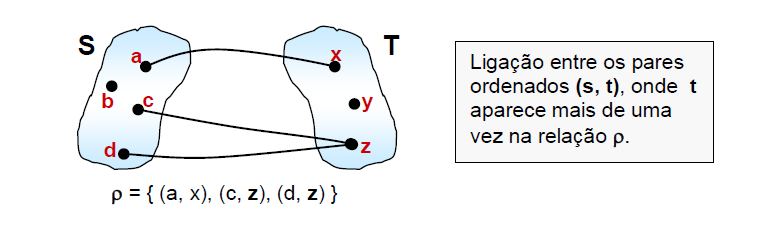 S
T
a
b
c
d
x
y
z
ρ = { (a, x), (c, z), (d, z) }
Ligação entre os pares
ordenados (s, t), onde t
aparece mais de uma
vez na relação ρ.